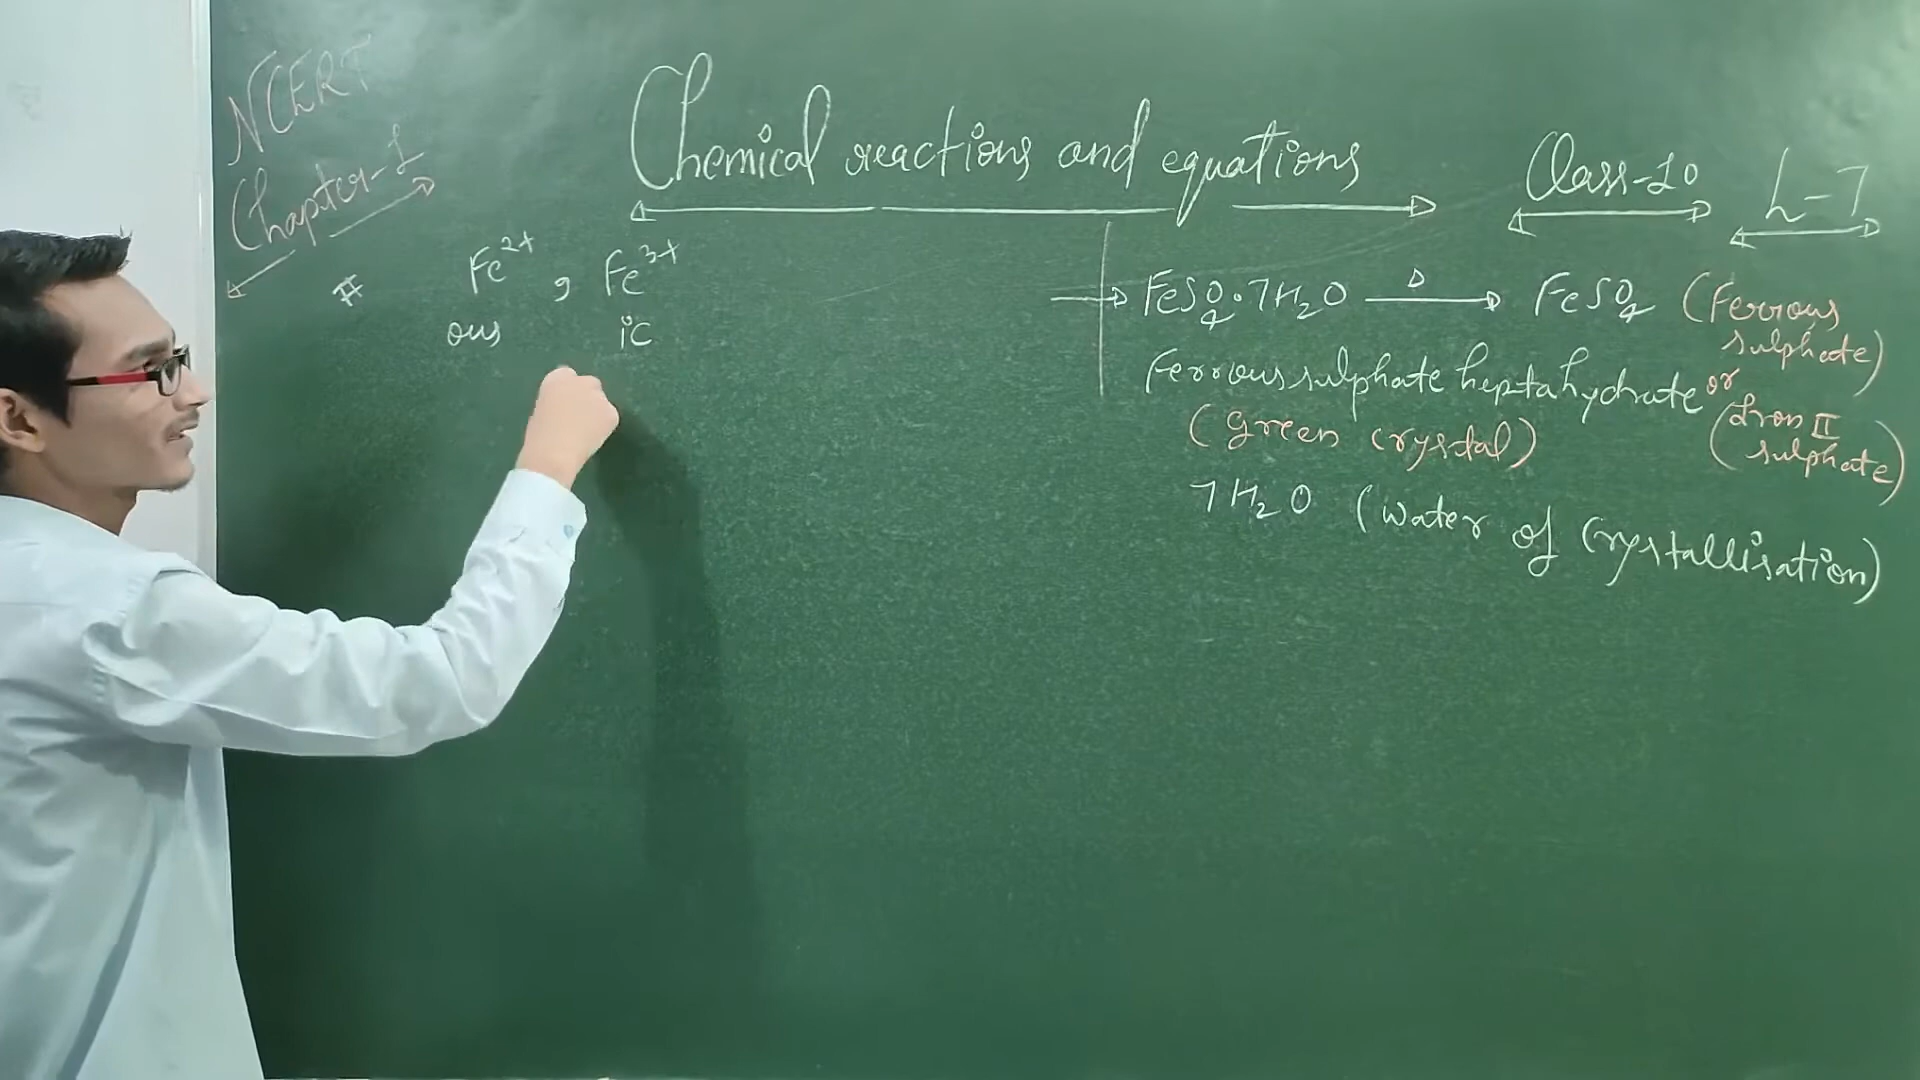 NCERT
Chapter-1
Chemical reactions and equations
Class-10
L-7
# Fe²⁺ , Fe³⁺
ous ic
→ FeSO₄.7H₂O —Δ→ FeSO₄ (Ferrous
sulphate)
Ferrous sulphate heptahydrate or
(Green crystal)
(Iron II
sulphate)
7H₂O (Water of Crystallisation)